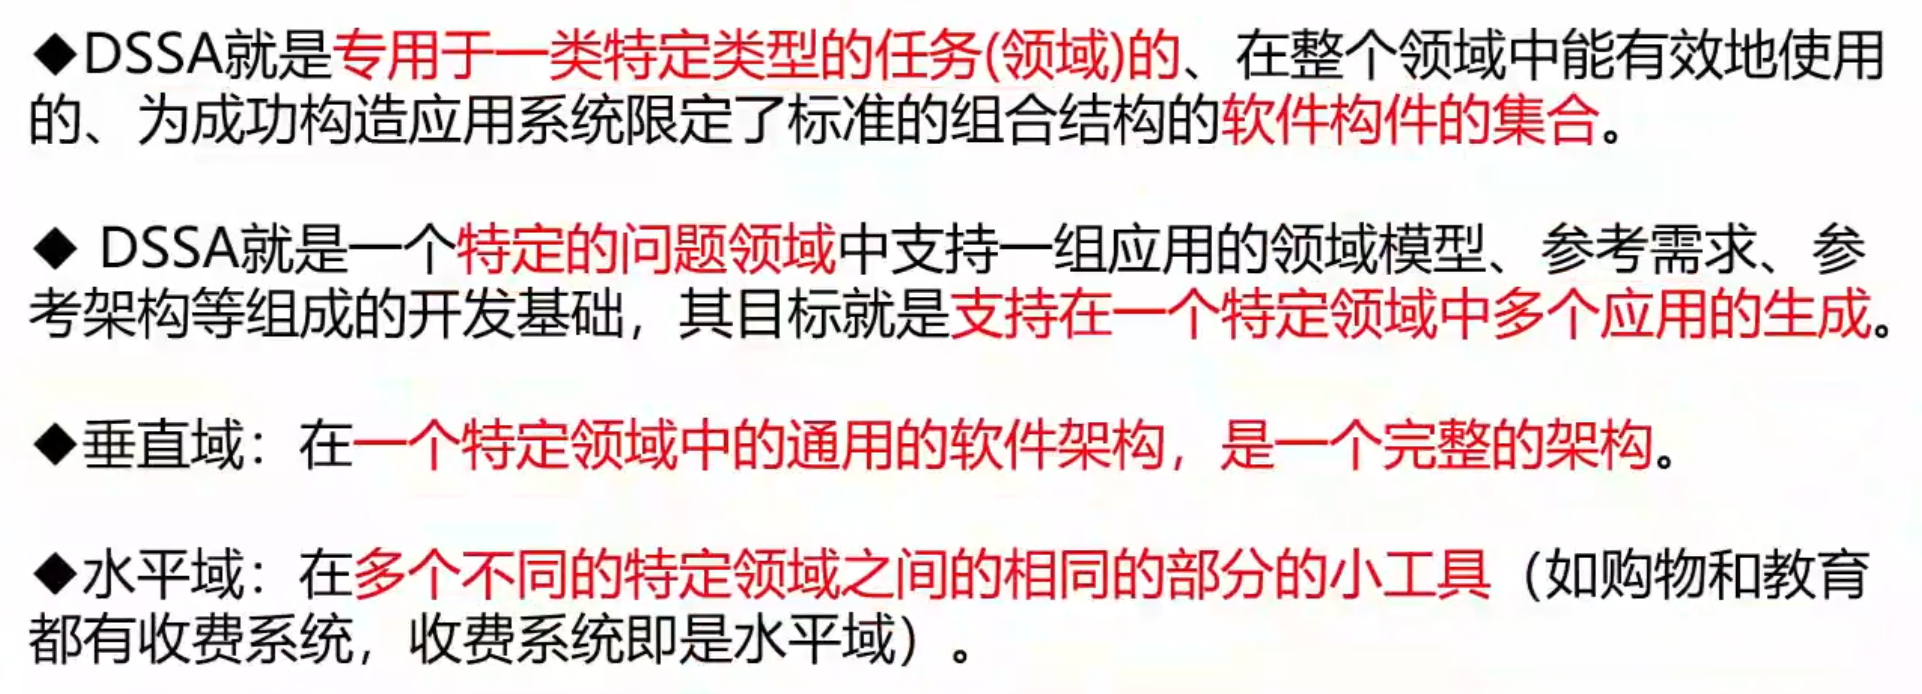 ◆DSSA就是专用于一类特定类型的任务(领域)的、在整个领域中能有效地使用
的、为成功构造应用系统限定了标准的组合结构的软件构件的集合。
◆ DSSA就是一个特定的问题领域中支持一组应用的领域模型、参考需求、参
考架构等组成的开发基础，其目标就是支持在一个特定领域中多个应用的生成。
◆垂直域：在一个特定领域中的通用的软件架构，是一个完整的架构。
◆水平域：在多个不同的特定领域之间的相同的部分的小工具（如购物和教育
都有收费系统，收费系统即是水平域）。